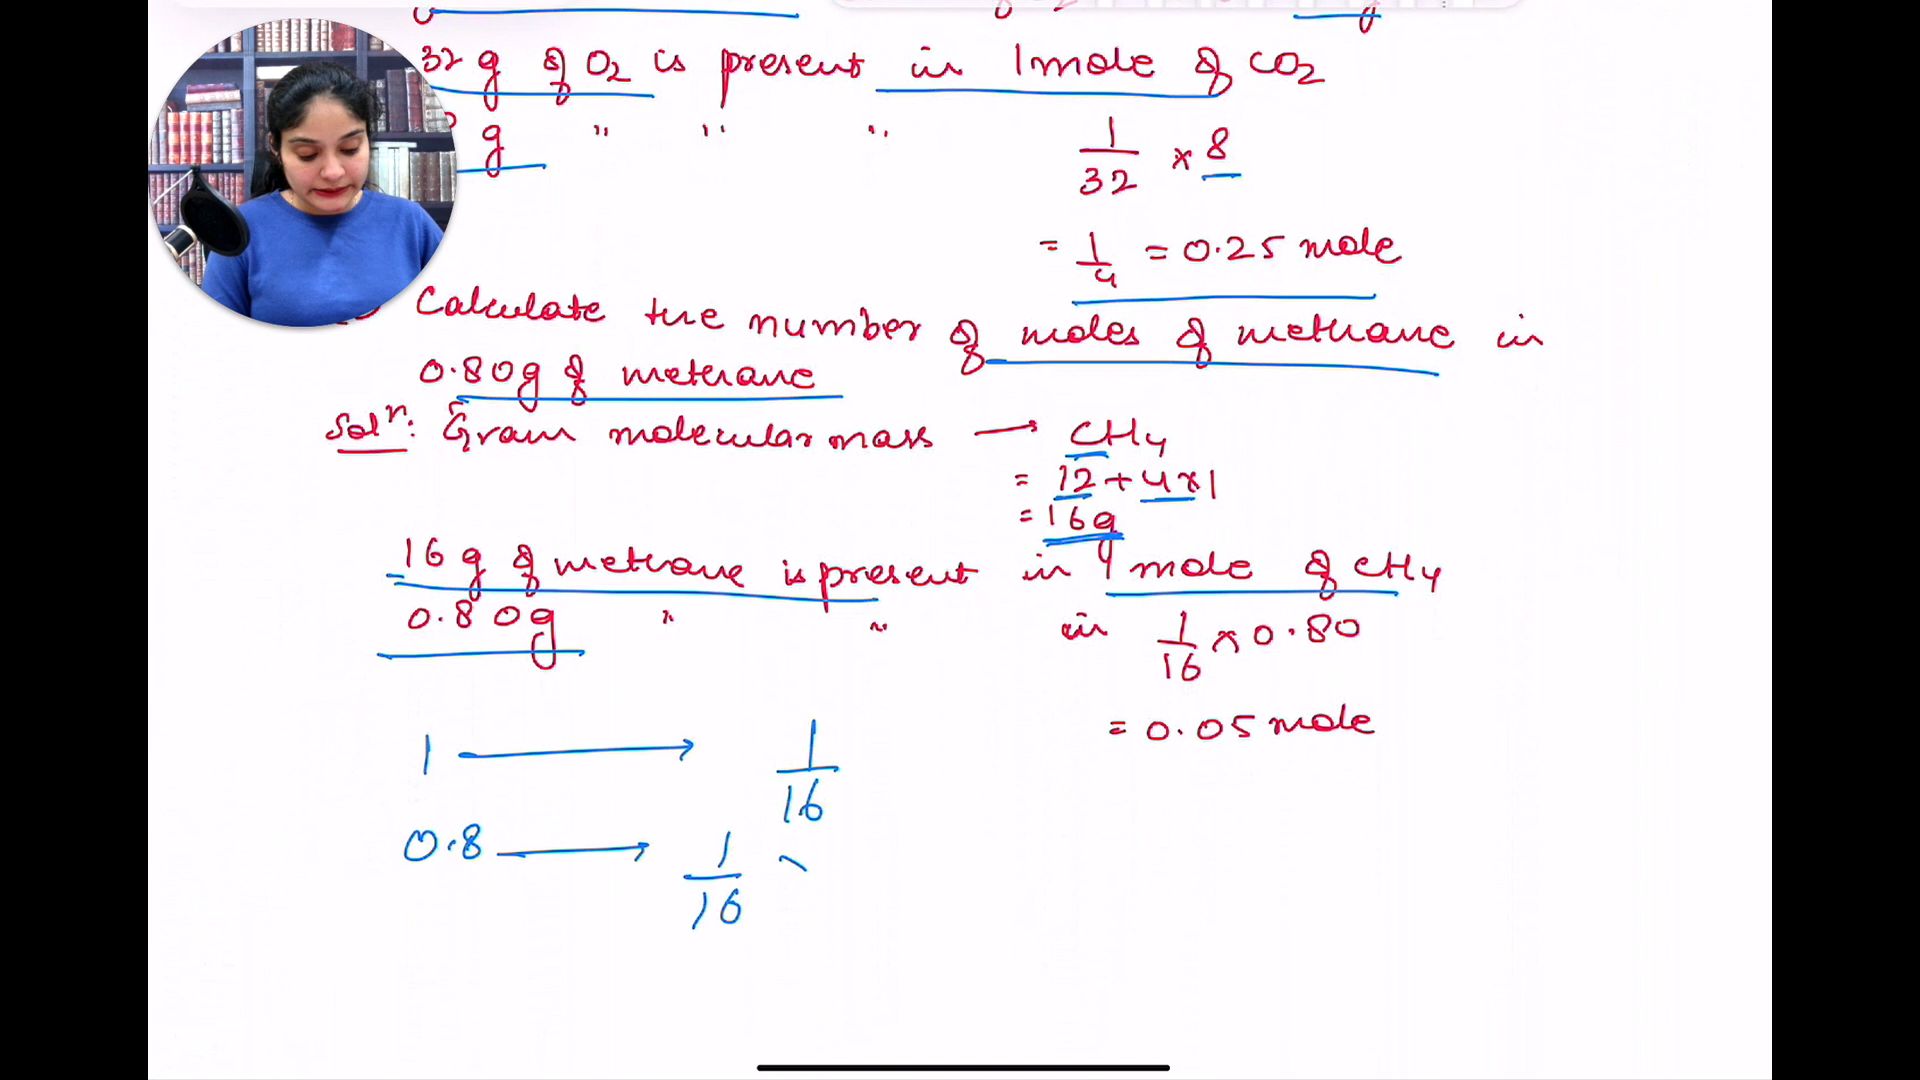 32 g of O2 is present in 1mole of CO2
g " " " 1/32 × 8
= 1/4 = 0.25 mole
Calculate the number of moles of methane in
0.80g of methane
Solⁿ: Gram molecular mass → CH4
= 12 + 4×1
= 16g
16 g of methane is present in 1 mole of CH4
0.80g " " in 1/16 × 0.80
= 0.05 mole
1 → 1/16
0.8 → 1/16